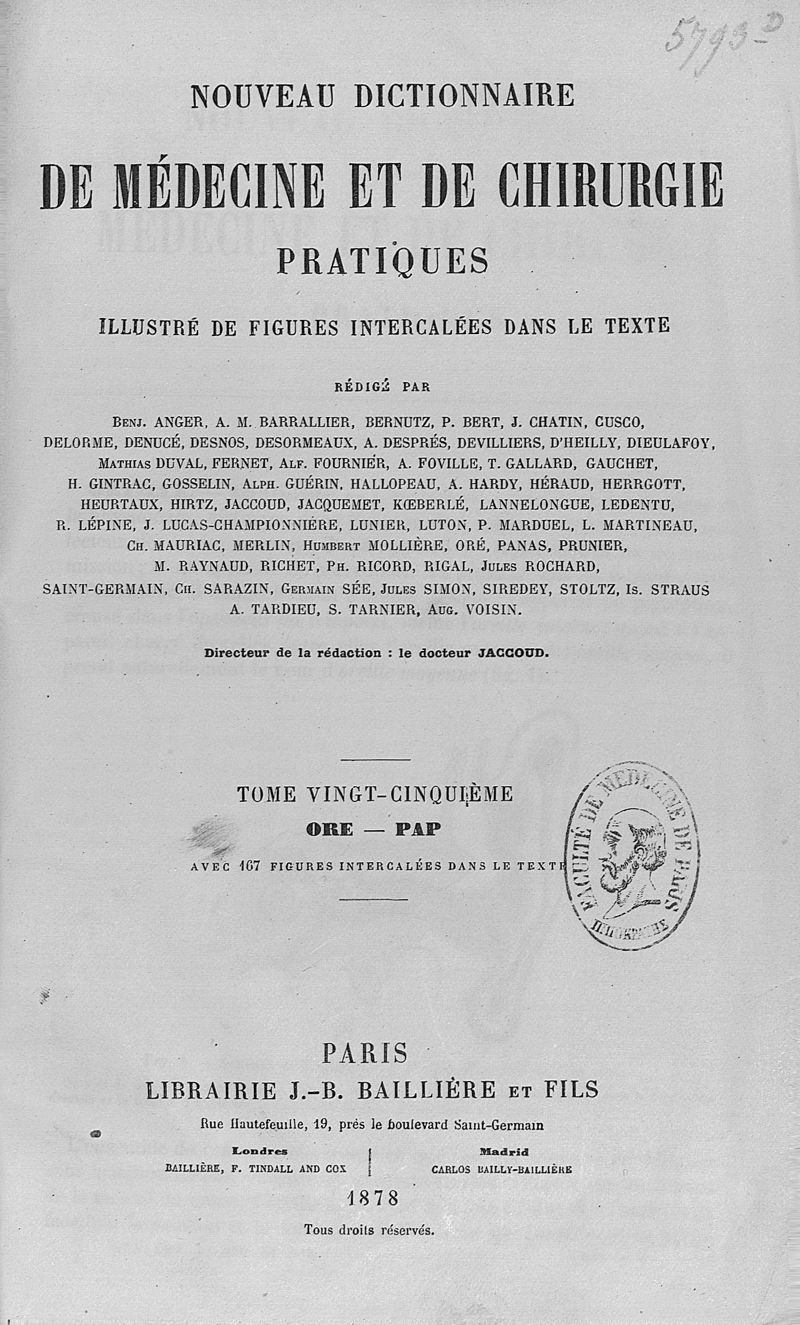 5793-D
NOUVEAU DICTIONNAIRE
DE MÉDECINE ET DE CHIRURGIE
PRATIQUES
ILLUSTRÉ DE FIGURES INTERCALÉES DANS LE TEXTE
RÉDIGÉ PAR
BENJ. ANGER, A. M. BARRALLIER, BERNUTZ, P. BERT, J. CHATIN, CUSCO,
DELORME, DENUCÉ, DESNOS, DESORMEAUX, A. DESPRÉS, DEVILLIERS, D'HEILLY, DIEULAFOY,
MATHIAS DUVAL, FERNET, ALF. FOURNIER, A. FOVILLE, T. GALLARD, GAUCHET,
H. GINTRAC, GOSSELIN, ALPH. GUÉRIN, HALLOPEAU, A. HARDY, HÉRAUD, HERRGOTT,
HEURTAUX, HIRTZ, JACCOUD, JACQUEMET, KŒBERLÉ, LANNELONGUE, LEDENTU,
R. LÉPINE, J. LUCAS-CHAMPIONNIÈRE, LUNIER, LUTON, P. MARDUEL, L. MARTINEAU,
CH. MAURIAC, MERLIN, HUMBERT MOLLIÈRE, ORÉ, PANAS, PRUNIER,
M. RAYNAUD, RICHET, PH. RICORD, RIGAL, JULES ROCHARD,
SAINT-GERMAIN, CH. SARAZIN, GERMAIN SÉE, JULES SIMON, SIREDEY, STOLTZ, IS. STRAUS
A. TARDIEU, S. TARNIER, AUG. VOISIN.
Directeur de la rédaction : le docteur JACCOUD.
TOME VINGT-CINQUIÈME
ORE — PAP
AVEC 167 FIGURES INTERCALÉES DANS LE TEXTE
FACULTÉ DE MEDECINE DE PARIS
PARIS
LIBRAIRIE J.-B. BAILLIÈRE ET FILS
Rue Hautefeuille, 19, près le boulevard Saint-Germain
Londres
BAILLIÈRE, F. TINDALL AND COX
Madrid
CARLOS BAILLY-BAILLIÈRE
1878
Tous droits réservés.